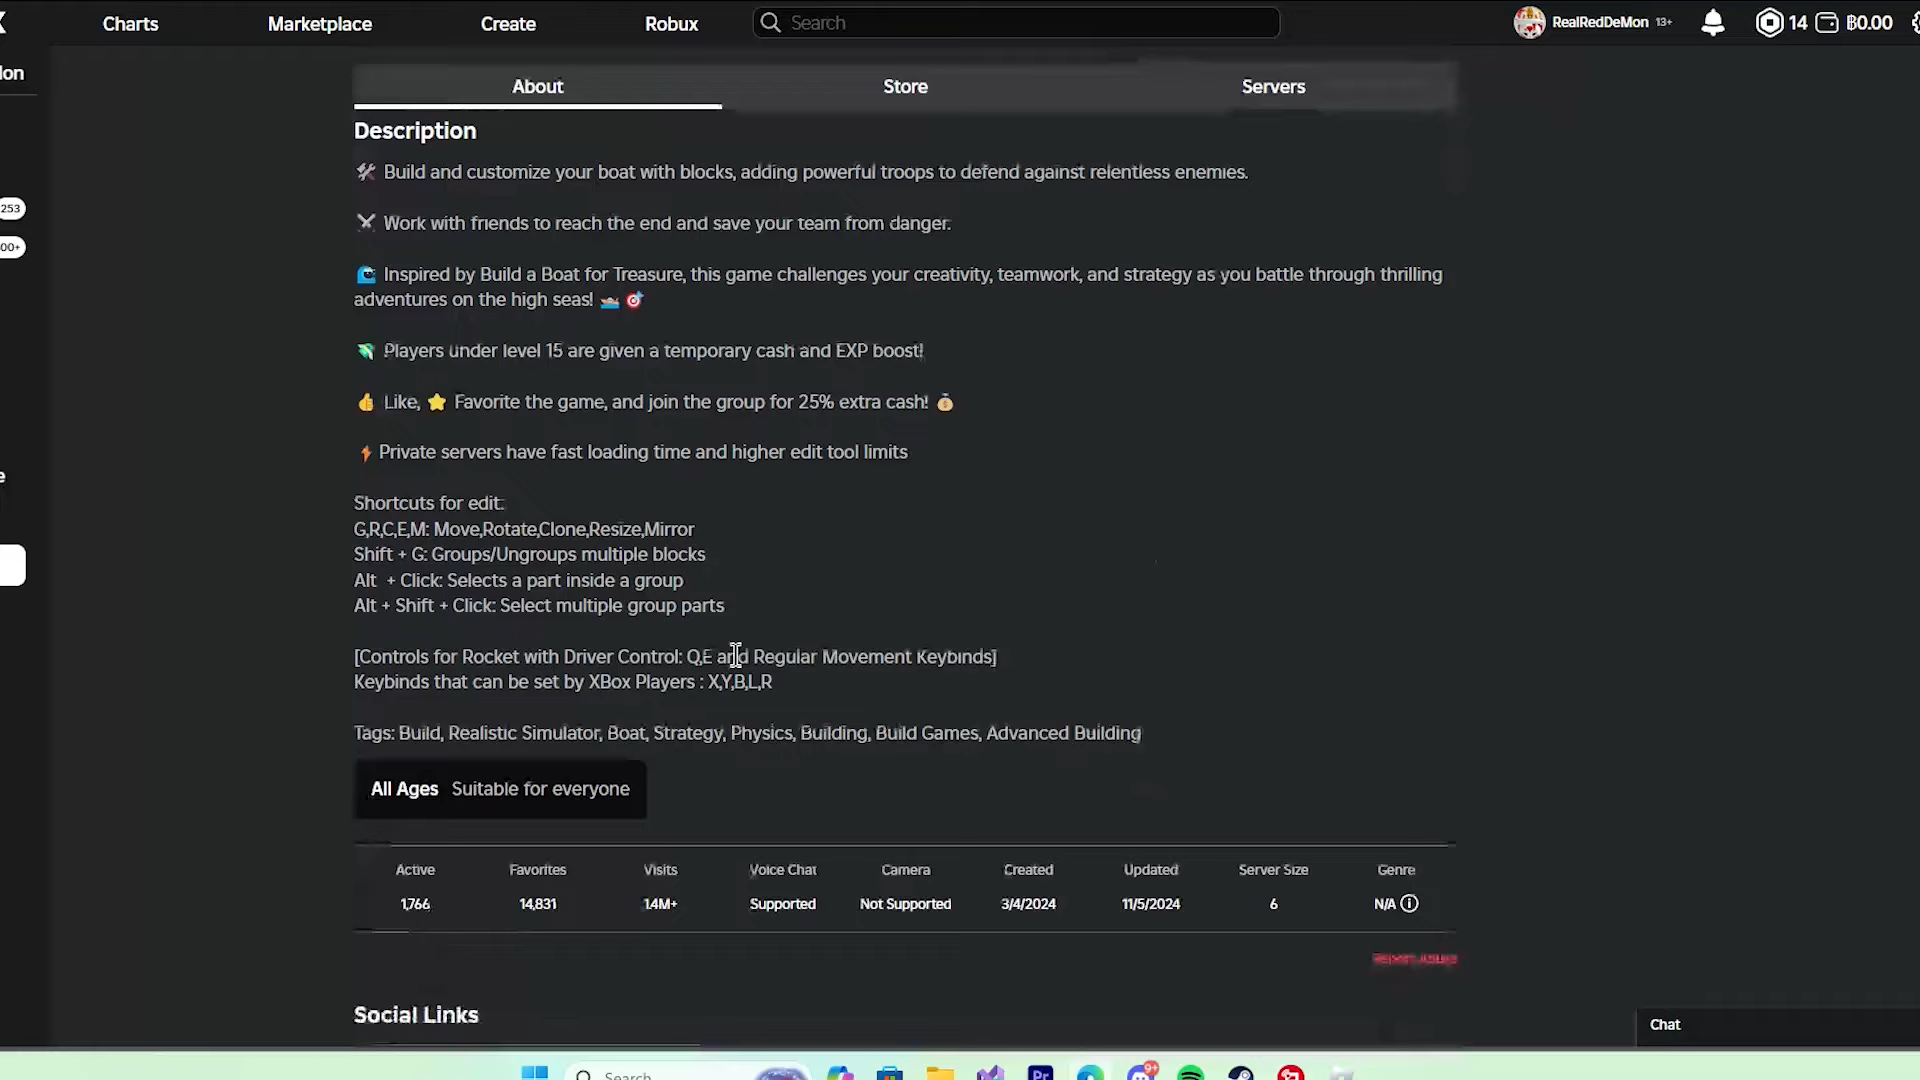 Charts Marketplace Create Robux Search RealRedDeMon 13+ 14 ฿0.00
About Store Servers
Description
253
00+
🛠 Build and customize your boat with blocks, adding powerful troops to defend against relentless enemies.
⚔ Work with friends to reach the end and save your team from danger.
🌊 Inspired by Build a Boat for Treasure, this game challenges your creativity, teamwork, and strategy as you battle through thrilling
adventures on the high seas! 🚤 🎯
💸 Players under level 15 are given a temporary cash and EXP boost!
👍 Like, ⭐ Favorite the game, and join the group for 25% extra cash! 💰
⚡ Private servers have fast loading time and higher edit tool limits
Shortcuts for edit:
G,R,C,E,M: Move,Rotate,Clone,Resize,Mirror
Shift + G: Groups/Ungroups multiple blocks
Alt + Click: Selects a part inside a group
Alt + Shift + Click: Select multiple group parts
[Controls for Rocket with Driver Control: Q,E and Regular Movement Keybinds]
Keybinds that can be set by XBox Players : X,Y,B,L,R
Tags: Build, Realistic Simulator, Boat, Strategy, Physics, Building, Build Games, Advanced Building
All Ages Suitable for everyone
Active Favorites Visits Voice Chat Camera Created Updated Server Size Genre
1,766 14,831 1.4M+ Supported Not Supported 3/4/2024 11/5/2024 6 N/A
Report Abuse
Social Links
Chat
Search Pr 9+